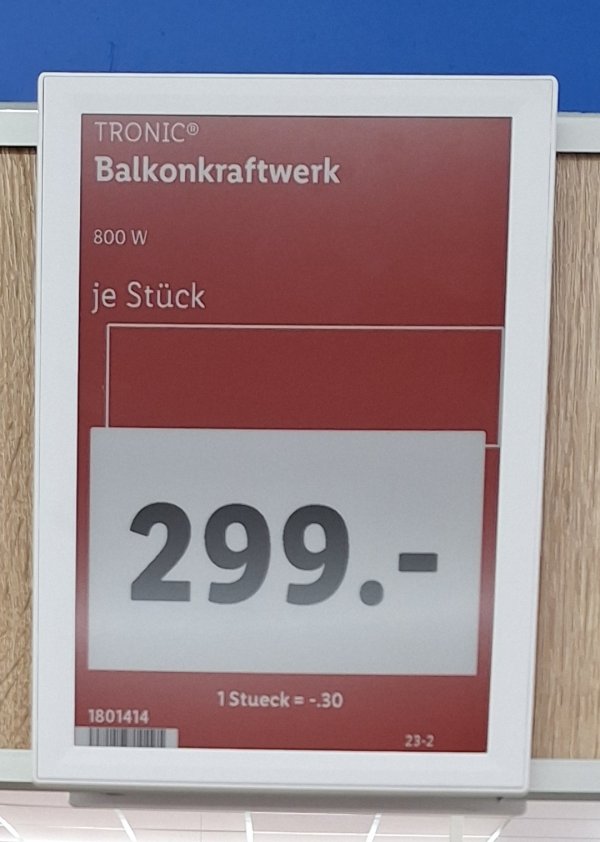 TRONIC®
Balkonkraftwerk
800 W
je Stück
299.-
1 Stueck = -.30
1801414
23-2